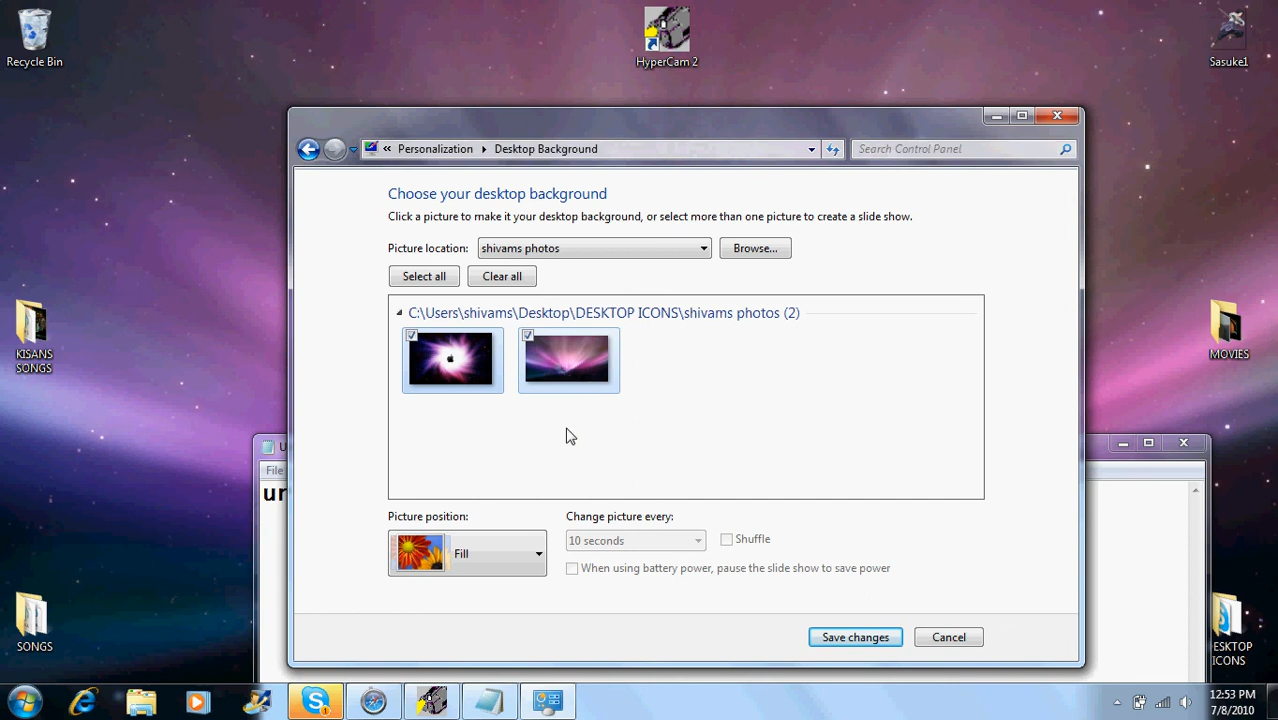 Recycle Bin
HyperCam 2
Sasuke1
« Personalization ▸ Desktop Background
Search Control Panel
Choose your desktop background
Click a picture to make it your desktop background, or select more than one picture to create a slide show.
Picture location: shivams photos Browse...
Select all Clear all
C:\Users\shivams\Desktop\DESKTOP ICONS\shivams photos (2)
KISANS
SONGS
MOVIES
U
File
ur
Picture position: Change picture every:
Fill 10 seconds Shuffle
When using battery power, pause the slide show to save power
SONGS
ESKTOP
ICONS
Save changes Cancel
12:53 PM
7/8/2010